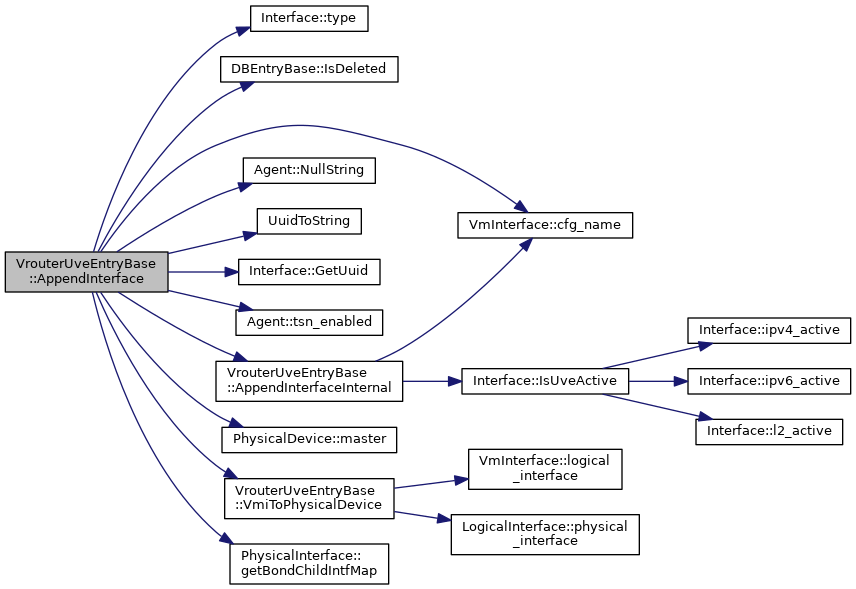 Interface::type
DBEntryBase::IsDeleted
Agent::NullString
UuidToString
VmInterface::cfg_name
VrouterUveEntryBase
::AppendInterface
Interface::GetUuid
Agent::tsn_enabled
Interface::ipv4_active
VrouterUveEntryBase
::AppendInterfaceInternal
Interface::IsUveActive
Interface::ipv6_active
Interface::l2_active
PhysicalDevice::master
VmInterface::logical
_interface
VrouterUveEntryBase
::VmiToPhysicalDevice
LogicalInterface::physical
_interface
PhysicalInterface::
getBondChildIntfMap